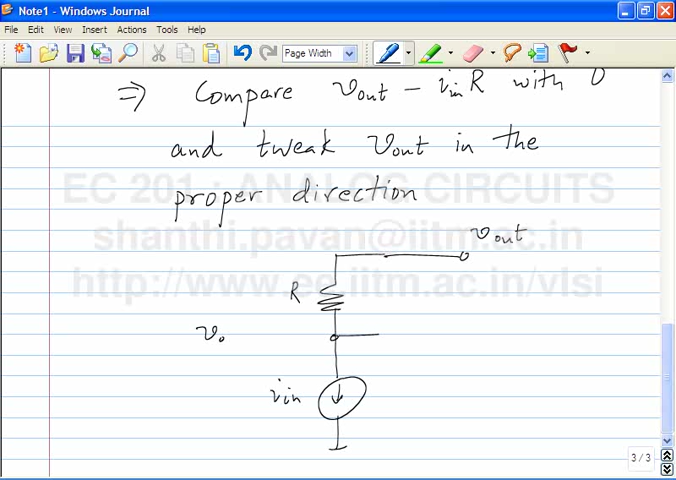 Note1 - Windows Journal
File Edit View Insert Actions Tools Help
Page Width
⇒ Compare vout - iinR with 0
and tweak vout in the
proper direction
EC 201 : ANALOG CIRCUITS
shanthi.pavan@iitm.ac.in
http://www.ee.iitm.ac.in/vlsi
vout
R
vo
iin
3 / 3